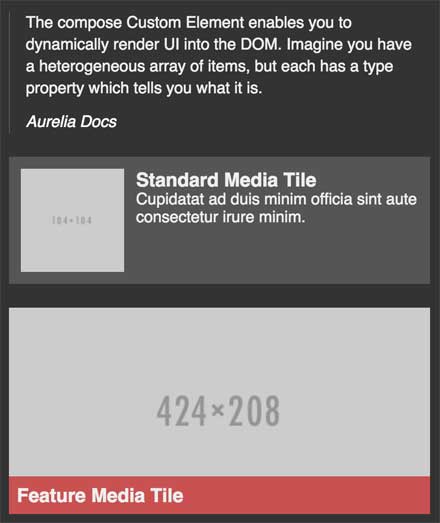 The compose Custom Element enables you to
dynamically render UI into the DOM. Imagine you have
a heterogeneous array of items, but each has a type
property which tells you what it is.
Aurelia Docs
104×104
Standard Media Tile
Cupidatat ad duis minim officia sint aute
consectetur irure minim.
424×208
Feature Media Tile